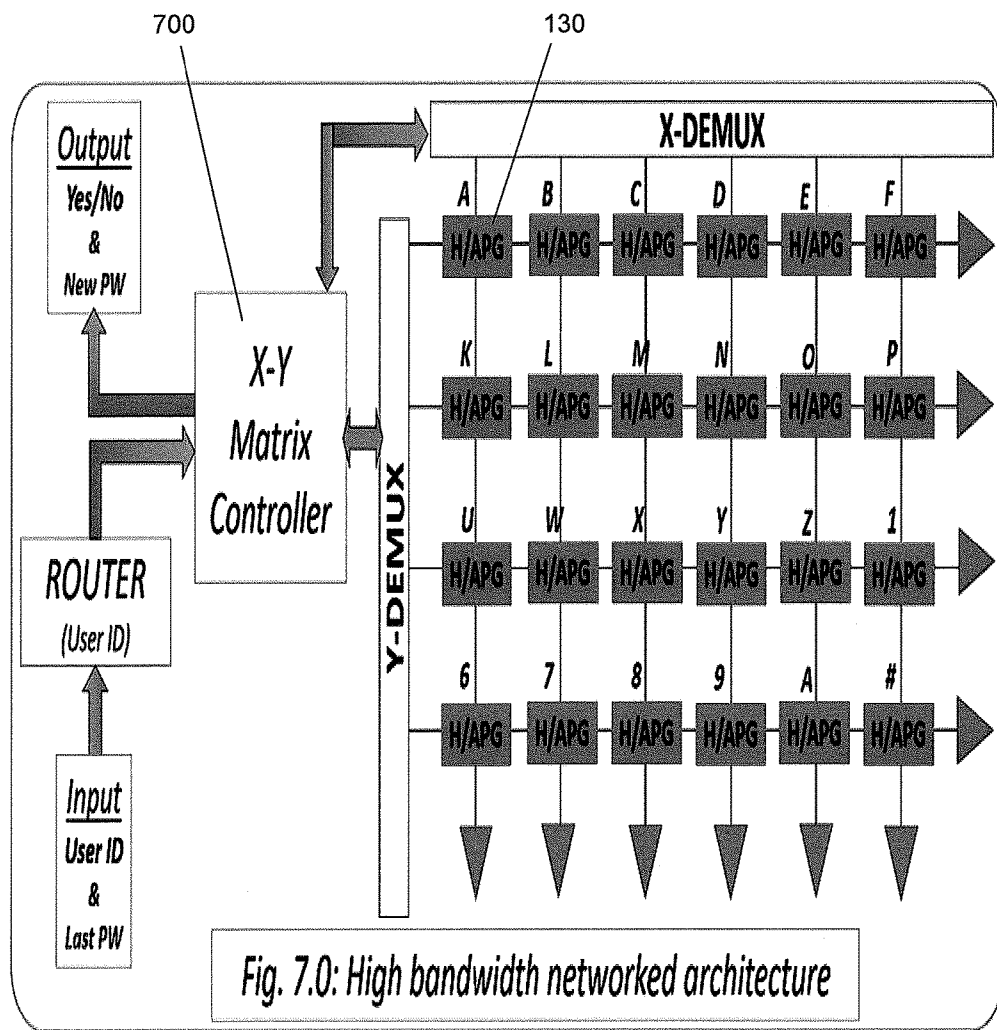 700
130
Output
Yes/No
&
New PW
X-DEMUX
A B C D E F
H/APG H/APG H/APG H/APG H/APG H/APG
X-Y
Matrix
Controller
K L M N O P
H/APG H/APG H/APG H/APG H/APG H/APG
Y-DEMUX
U W X Y Z 1
H/APG H/APG H/APG H/APG H/APG H/APG
ROUTER
(User ID)
6 7 8 9 A #
H/APG H/APG H/APG H/APG H/APG H/APG
Input
User ID
&
Last PW
Fig. 7.0: High bandwidth networked architecture